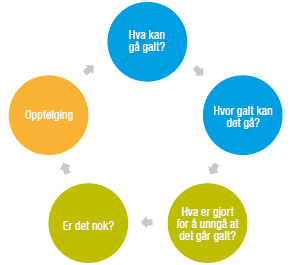 Hva kan
gå galt?
Hvor galt kan
det gå?
Hva er gjort
for å unngå at
det går galt?
Er det nok?
Oppfølging